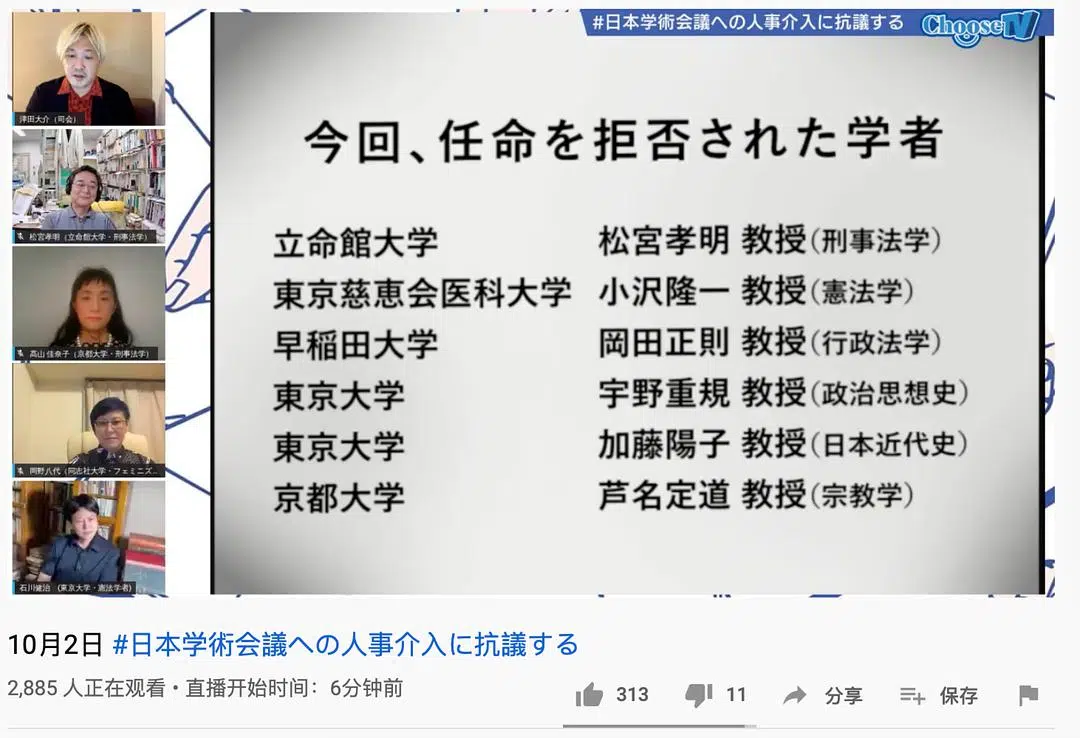 #日本学術会議への人事介入に抗議する
ChooseTV
津田大介（司会）
松宮孝明（立命館大学・刑事法学）
高山佳奈子（京都大学・刑事法学）
岡野八代（同志社大学・フェミニズ...
石川健治　（東京大学・憲法学者）
今回、任命を拒否された学者
立命館大学　松宮孝明 教授（刑事法学）
東京慈恵会医科大学　小沢隆一 教授（憲法学）
早稲田大学　岡田正則 教授（行政法学）
東京大学　宇野重規 教授（政治思想史）
東京大学　加藤陽子 教授（日本近代史）
京都大学　芦名定道 教授（宗教学）
10月2日 #日本学術会議への人事介入に抗議する
2,885 人正在观看・直播开始时间：6分钟前
313　11　分享　保存